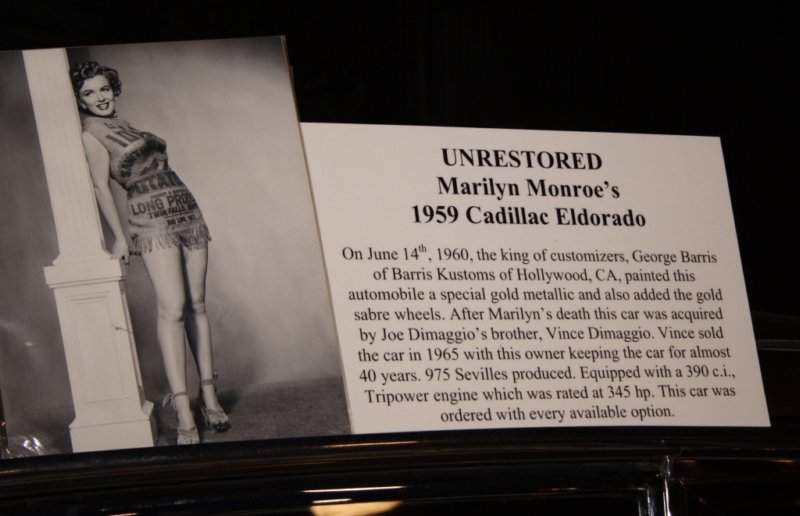 UNRESTORED
Marilyn Monroe's
1959 Cadillac Eldorado
On June 14th, 1960, the king of customizers, George Barris
of Barris Kustoms of Hollywood, CA, painted this
automobile a special gold metallic and also added the gold
sabre wheels. After Marilyn's death this car was acquired
by Joe Dimaggio's brother, Vince Dimaggio. Vince sold
the car in 1965 with this owner keeping the car for almost
40 years. 975 Sevilles produced. Equipped with a 390 c.i.,
Tripower engine which was rated at 345 hp. This car was
ordered with every available option.
LONG
TWIN FALLS